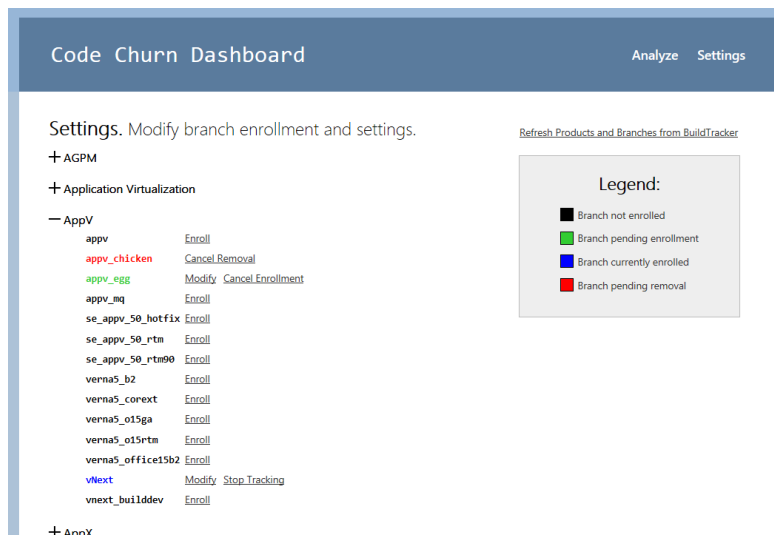 Code Churn Dashboard
Analyze Settings
Settings. Modify branch enrollment and settings.
Refresh Products and Branches from BuildTracker
AGPM
Application Virtualization
AppV
appv Enroll
appv_chicken Cancel Removal
appv_egg Modify Cancel Enrollment
appv_mq Enroll
se_appv_50_hotfix Enroll
se_appv_50_rtm Enroll
se_appv_50_rtm90 Enroll
verna5_b2 Enroll
verna5_corext Enroll
verna5_o15ga Enroll
verna5_o15rtm Enroll
verna5_office15b2 Enroll
vNext Modify Stop Tracking
vnext_builddev Enroll
AppX
Legend:
Branch not enrolled
Branch pending enrollment
Branch currently enrolled
Branch pending removal